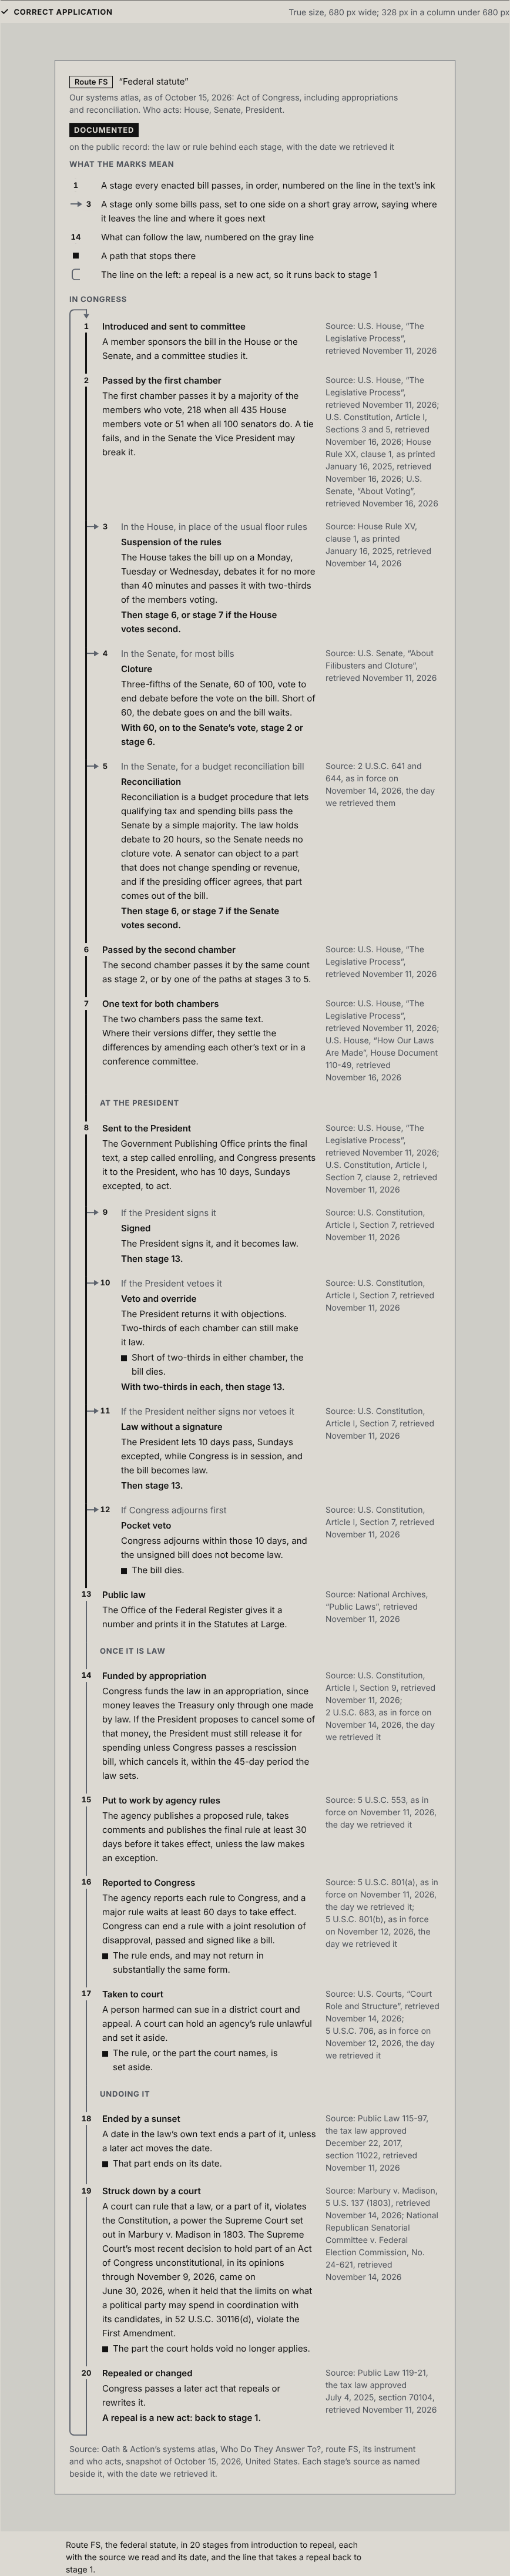 ✓ CORRECT APPLICATION
True size, 680 px wide; 328 px in a column under 680 px
Route FS “Federal statute”
Our systems atlas, as of October 15, 2026: Act of Congress, including appropriations
and reconciliation. Who acts: House, Senate, President.
DOCUMENTED
on the public record: the law or rule behind each stage, with the date we retrieved it
WHAT THE MARKS MEAN
1 A stage every enacted bill passes, in order, numbered on the line in the text’s ink
3 A stage only some bills pass, set to one side on a short gray arrow, saying where
it leaves the line and where it goes next
14 What can follow the law, numbered on the gray line
A path that stops there
The line on the left: a repeal is a new act, so it runs back to stage 1
IN CONGRESS
1 Introduced and sent to committee
A member sponsors the bill in the House or the
Senate, and a committee studies it.
Source: U.S. House, “The
Legislative Process”,
retrieved November 11, 2026
2 Passed by the first chamber
The first chamber passes it by a majority of the
members who vote, 218 when all 435 House
members vote or 51 when all 100 senators do. A tie
fails, and in the Senate the Vice President may
break it.
Source: U.S. House, “The
Legislative Process”,
retrieved November 11, 2026;
U.S. Constitution, Article I,
Sections 3 and 5, retrieved
November 16, 2026; House
Rule XX, clause 1, as printed
January 16, 2025, retrieved
November 16, 2026; U.S.
Senate, “About Voting”,
retrieved November 16, 2026
3 In the House, in place of the usual floor rules
Suspension of the rules
The House takes the bill up on a Monday,
Tuesday or Wednesday, debates it for no more
than 40 minutes and passes it with two-thirds
of the members voting.
Then stage 6, or stage 7 if the House
votes second.
Source: House Rule XV,
clause 1, as printed
January 16, 2025, retrieved
November 14, 2026
4 In the Senate, for most bills
Cloture
Three-fifths of the Senate, 60 of 100, vote to
end debate before the vote on the bill. Short of
60, the debate goes on and the bill waits.
With 60, on to the Senate’s vote, stage 2 or
stage 6.
Source: U.S. Senate, “About
Filibusters and Cloture”,
retrieved November 11, 2026
5 In the Senate, for a budget reconciliation bill
Reconciliation
Reconciliation is a budget procedure that lets
qualifying tax and spending bills pass the
Senate by a simple majority. The law holds
debate to 20 hours, so the Senate needs no
cloture vote. A senator can object to a part
that does not change spending or revenue,
and if the presiding officer agrees, that part
comes out of the bill.
Then stage 6, or stage 7 if the Senate
votes second.
Source: 2 U.S.C. 641 and
644, as in force on
November 14, 2026, the day
we retrieved them
6 Passed by the second chamber
The second chamber passes it by the same count
as stage 2, or by one of the paths at stages 3 to 5.
Source: U.S. House, “The
Legislative Process”,
retrieved November 11, 2026
7 One text for both chambers
The two chambers pass the same text.
Where their versions differ, they settle the
differences by amending each other’s text or in a
conference committee.
Source: U.S. House, “The
Legislative Process”,
retrieved November 11, 2026;
U.S. House, “How Our Laws
Are Made”, House Document
110-49, retrieved
November 16, 2026
AT THE PRESIDENT
8 Sent to the President
The Government Publishing Office prints the final
text, a step called enrolling, and Congress presents
it to the President, who has 10 days, Sundays
excepted, to act.
Source: U.S. House, “The
Legislative Process”,
retrieved November 11, 2026;
U.S. Constitution, Article I,
Section 7, clause 2, retrieved
November 11, 2026
9 If the President signs it
Signed
The President signs it, and it becomes law.
Then stage 13.
Source: U.S. Constitution,
Article I, Section 7, retrieved
November 11, 2026
10 If the President vetoes it
Veto and override
The President returns it with objections.
Two-thirds of each chamber can still make
it law.
Short of two-thirds in either chamber, the
bill dies.
With two-thirds in each, then stage 13.
Source: U.S. Constitution,
Article I, Section 7, retrieved
November 11, 2026
11 If the President neither signs nor vetoes it
Law without a signature
The President lets 10 days pass, Sundays
excepted, while Congress is in session, and
the bill becomes law.
Then stage 13.
Source: U.S. Constitution,
Article I, Section 7, retrieved
November 11, 2026
12 If Congress adjourns first
Pocket veto
Congress adjourns within those 10 days, and
the unsigned bill does not become law.
The bill dies.
Source: U.S. Constitution,
Article I, Section 7, retrieved
November 11, 2026
13 Public law
The Office of the Federal Register gives it a
number and prints it in the Statutes at Large.
Source: National Archives,
“Public Laws”, retrieved
November 11, 2026
ONCE IT IS LAW
14 Funded by appropriation
Congress funds the law in an appropriation, since
money leaves the Treasury only through one made
by law. If the President proposes to cancel some of
that money, the President must still release it for
spending unless Congress passes a rescission
bill, which cancels it, within the 45-day period the
law sets.
Source: U.S. Constitution,
Article I, Section 9, retrieved
November 11, 2026;
2 U.S.C. 683, as in force on
November 14, 2026, the day
we retrieved it
15 Put to work by agency rules
The agency publishes a proposed rule, takes
comments and publishes the final rule at least 30
days before it takes effect, unless the law makes
an exception.
Source: 5 U.S.C. 553, as in
force on November 11, 2026,
the day we retrieved it
16 Reported to Congress
The agency reports each rule to Congress, and a
major rule waits at least 60 days to take effect.
Congress can end a rule with a joint resolution of
disapproval, passed and signed like a bill.
The rule ends, and may not return in
substantially the same form.
Source: 5 U.S.C. 801(a), as in
force on November 11, 2026,
the day we retrieved it;
5 U.S.C. 801(b), as in force
on November 12, 2026, the
day we retrieved it
17 Taken to court
A person harmed can sue in a district court and
appeal. A court can hold an agency’s rule unlawful
and set it aside.
The rule, or the part the court names, is
set aside.
Source: U.S. Courts, “Court
Role and Structure”, retrieved
November 14, 2026;
5 U.S.C. 706, as in force on
November 12, 2026, the day
we retrieved it
UNDOING IT
18 Ended by a sunset
A date in the law’s own text ends a part of it, unless
a later act moves the date.
That part ends on its date.
Source: Public Law 115-97,
the tax law approved
December 22, 2017,
section 11022, retrieved
November 11, 2026
19 Struck down by a court
A court can rule that a law, or a part of it, violates
the Constitution, a power the Supreme Court set
out in Marbury v. Madison in 1803. The Supreme
Court’s most recent decision to hold part of an Act
of Congress unconstitutional, in its opinions
through November 9, 2026, came on
June 30, 2026, when it held that the limits on what
a political party may spend in coordination with
its candidates, in 52 U.S.C. 30116(d), violate the
First Amendment.
The part the court holds void no longer applies.
Source: Marbury v. Madison,
5 U.S. 137 (1803), retrieved
November 14, 2026; National
Republican Senatorial
Committee v. Federal
Election Commission, No.
24-621, retrieved
November 14, 2026
20 Repealed or changed
Congress passes a later act that repeals or
rewrites it.
A repeal is a new act: back to stage 1.
Source: Public Law 119-21,
the tax law approved
July 4, 2025, section 70104,
retrieved November 11, 2026
Source: Oath & Action’s systems atlas, Who Do They Answer To?, route FS, its instrument
and who acts, snapshot of October 15, 2026, United States. Each stage’s source as named
beside it, with the date we retrieved it.
Route FS, the federal statute, in 20 stages from introduction to repeal, each
with the source we read and its date, and the line that takes a repeal back to
stage 1.